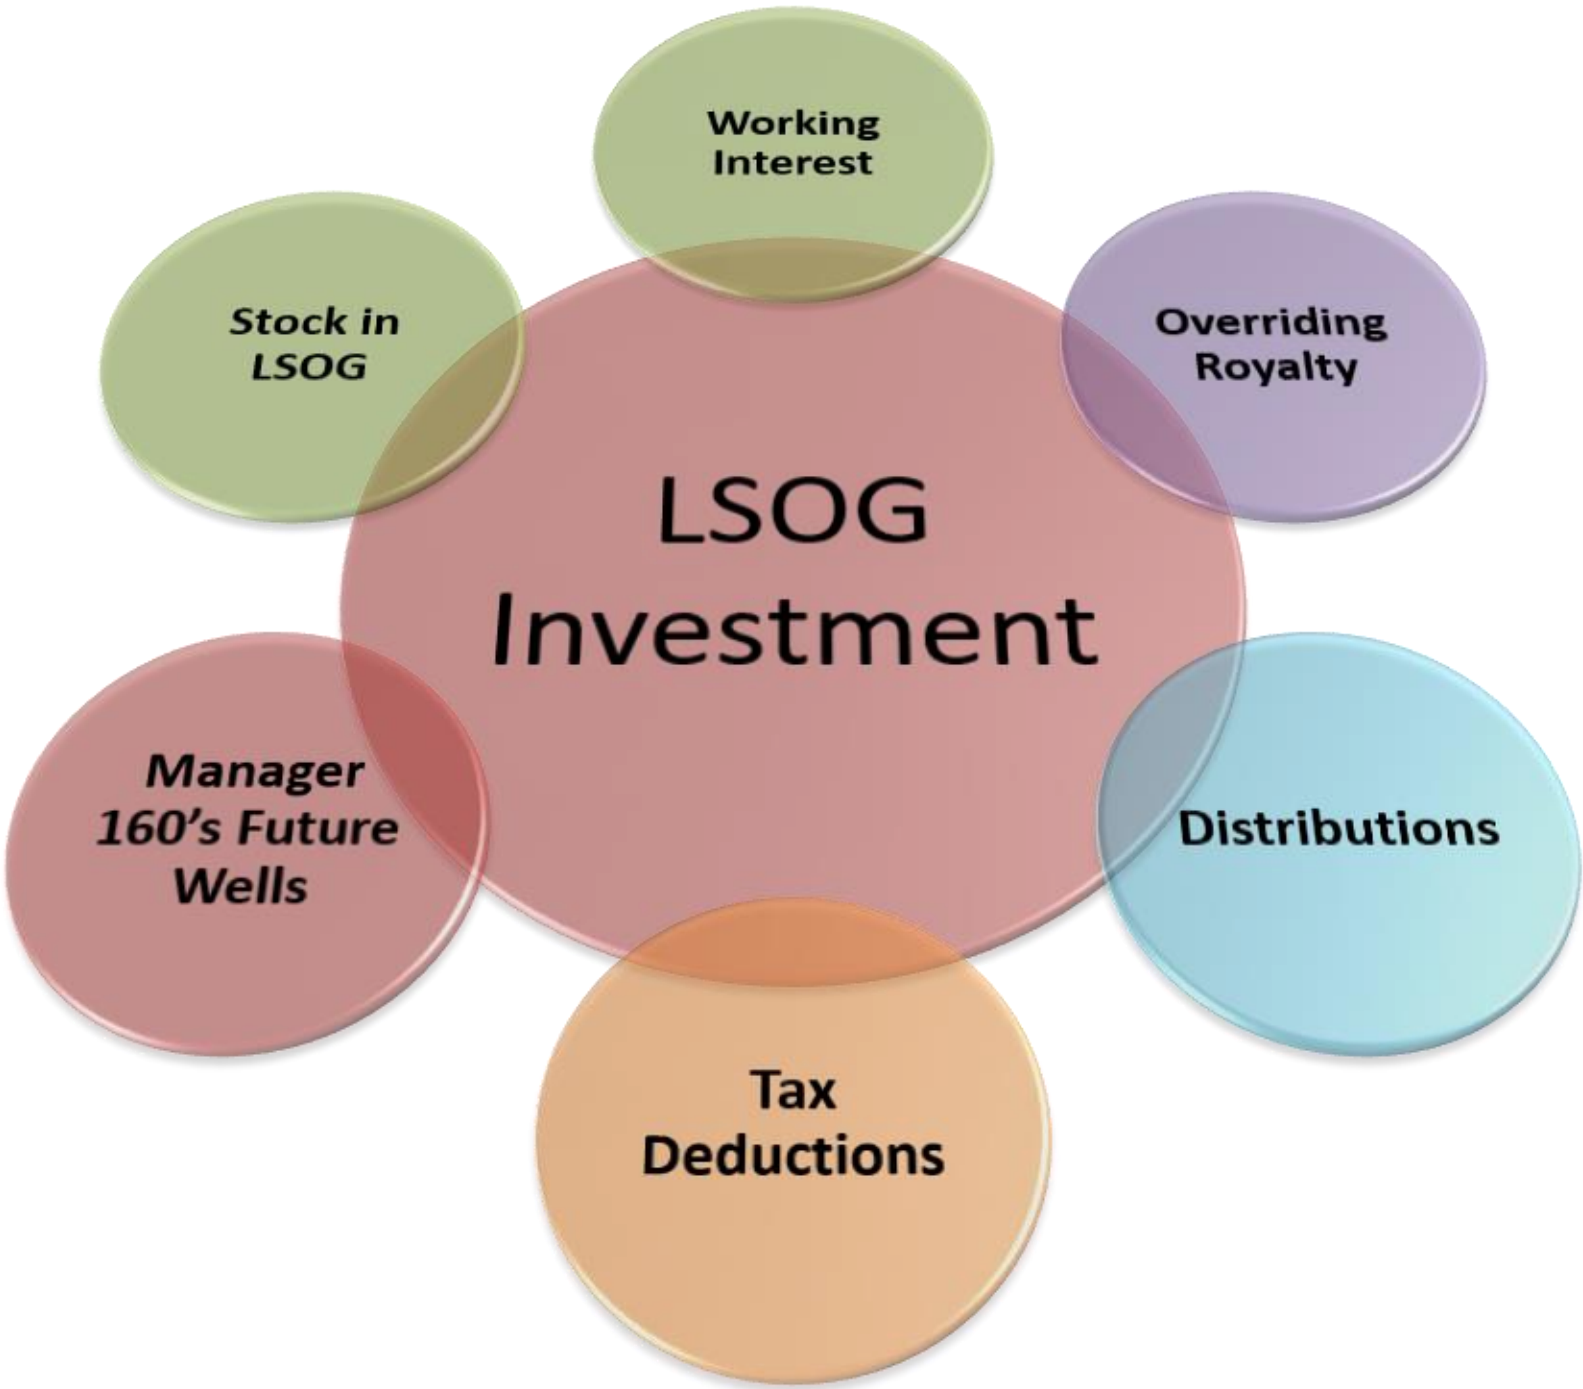 Working
Interest
Stock in
LSOG
Overriding
Royalty
LSOG
Investment
Manager
160’s Future
Wells
Distributions
Tax
Deductions